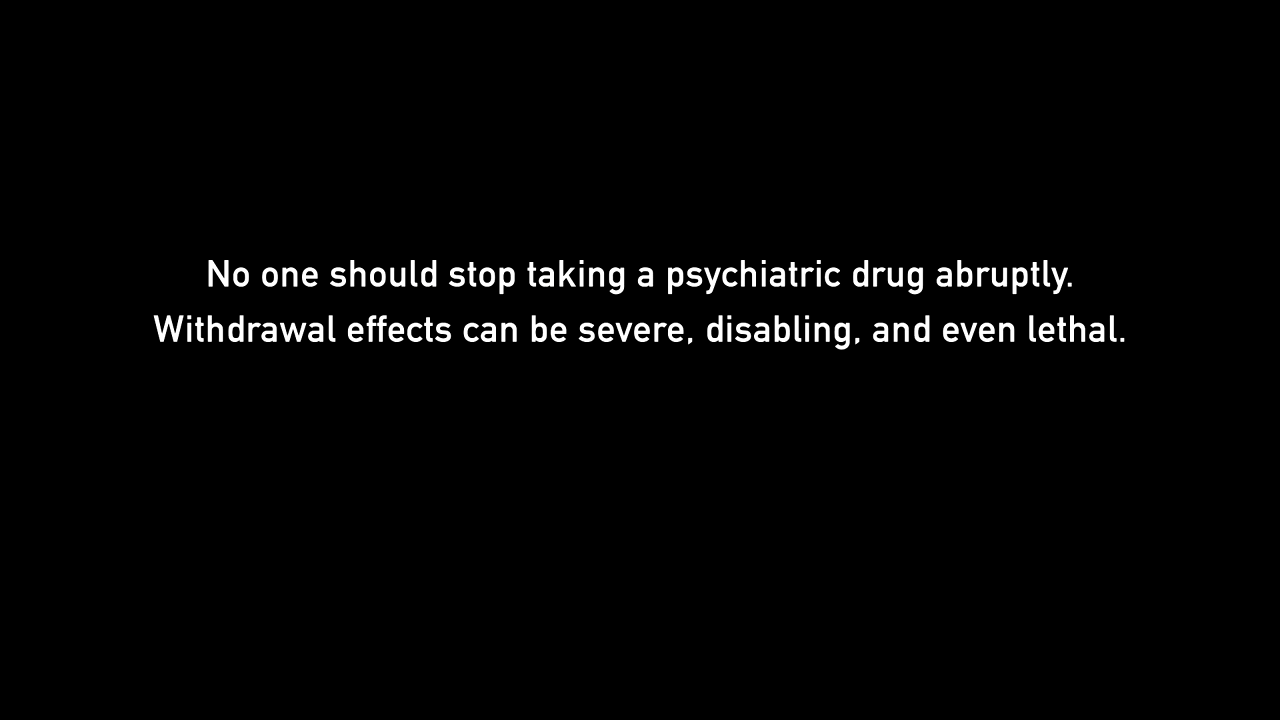 No one should stop taking a psychiatric drug abruptly.
Withdrawal effects can be severe, disabling, and even lethal.